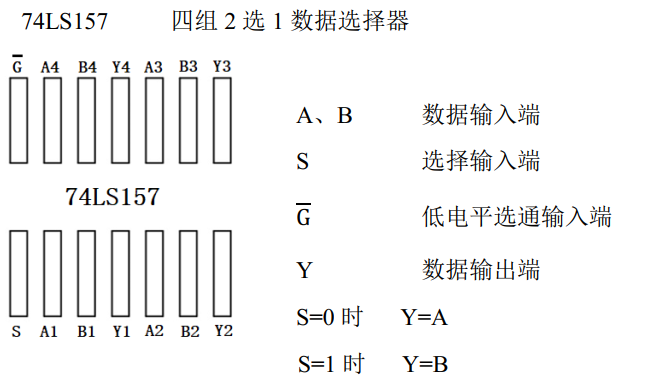 74LS157 四组 2 选 1 数据选择器
G̅ A4 B4 Y4 A3 B3 Y3
74LS157
S A1 B1 Y1 A2 B2 Y2
A、B 数据输入端
S 选择输入端
G̅ 低电平选通输入端
Y 数据输出端
S=0 时 Y=A
S=1 时 Y=B